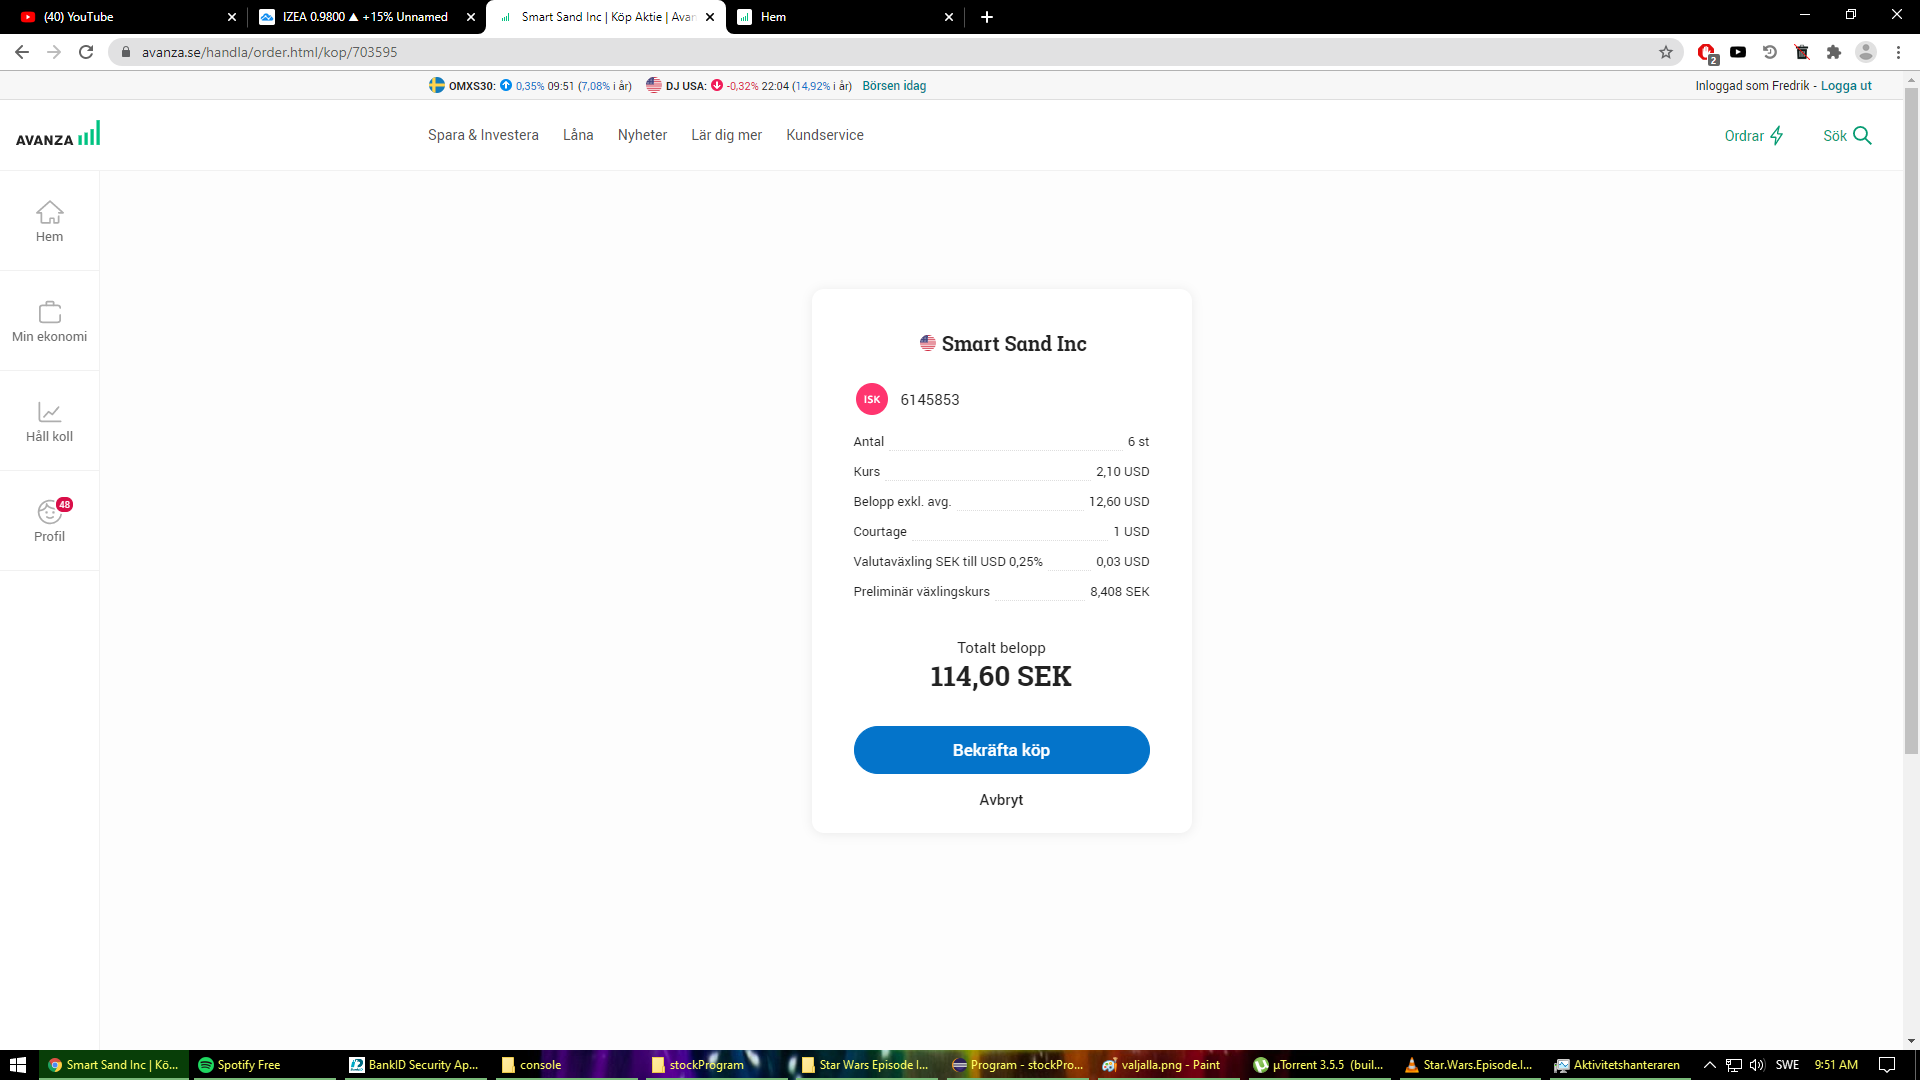 (40) YouTube
IZEA 0.9800 ▲ +15% Unnamed
Smart Sand Inc | Köp Aktie | Avan
Hem
avanza.se/handla/order.html/kop/703595
2
OMXS30: 0,35% 09:51 (7,08% i år) DJ USA: -0,32% 22:04 (14,92% i år) Börsen idag
Inloggad som Fredrik - Logga ut
AVANZA
Spara & Investera Låna Nyheter Lär dig mer Kundservice
Ordrar
Sök
Hem
Min ekonomi
Håll koll
48
Profil
Smart Sand Inc
ISK 6145853
Antal 6 st
Kurs 2,10 USD
Belopp exkl. avg. 12,60 USD
Courtage 1 USD
Valutaväxling SEK till USD 0,25% 0,03 USD
Preliminär växlingskurs 8,408 SEK
Totalt belopp
114,60 SEK
Bekräfta köp
Avbryt
Smart Sand Inc | Kö...
Spotify Free
BankID Security Ap...
console
stockProgram
Star Wars Episode I...
Program - stockPro...
valjalla.png - Paint
µTorrent 3.5.5 (buil...
Star.Wars.Episode.I...
Aktivitetshanteraren
SWE
9:51 AM